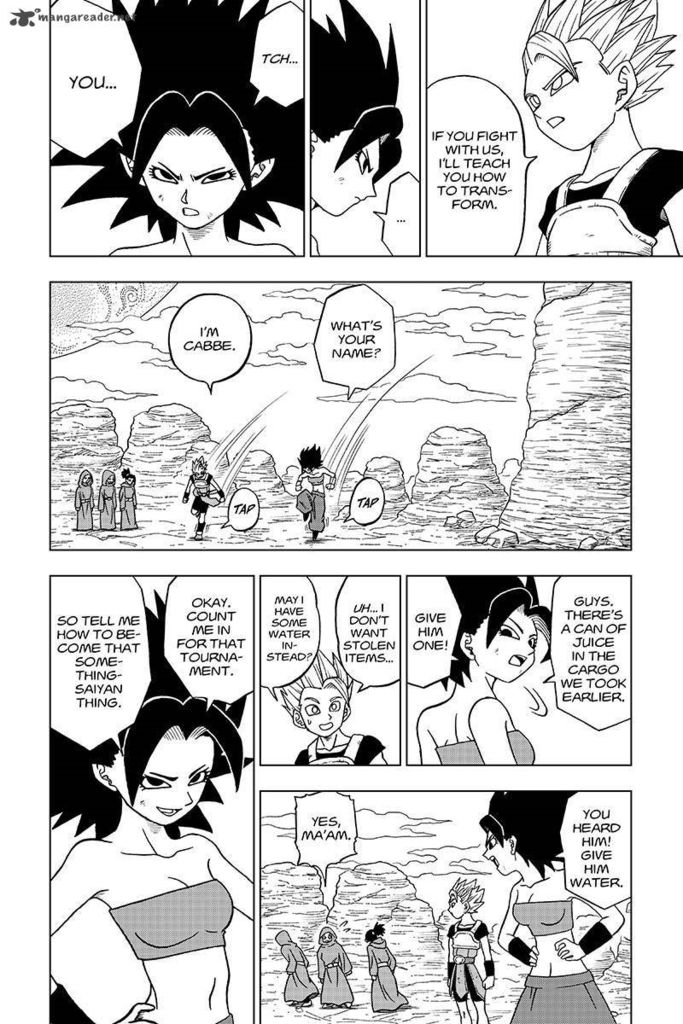 mangareader.net
IF YOU FIGHT
WITH US,
I'LL TEACH
YOU HOW
TO TRANS-
FORM.
...
TCH...
YOU...
WHAT'S
YOUR
NAME?
I'M
CABBE.
TAP
TAP
GUYS.
THERE'S
A CAN OF
JUICE
IN THE
CARGO
WE TOOK
EARLIER.
GIVE
HIM
ONE!
UH... I
DON'T
WANT
STOLEN
ITEMS...
MAY I
HAVE
SOME
WATER
IN-
STEAD?
YOU
HEARD
HIM!
GIVE
HIM
WATER.
YES,
MA'AM.
OKAY.
COUNT
ME IN
FOR THAT
TOURNA-
MENT.
SO TELL ME
HOW TO BE-
COME THAT
SOME-
THING-
SAIYAN
THING.